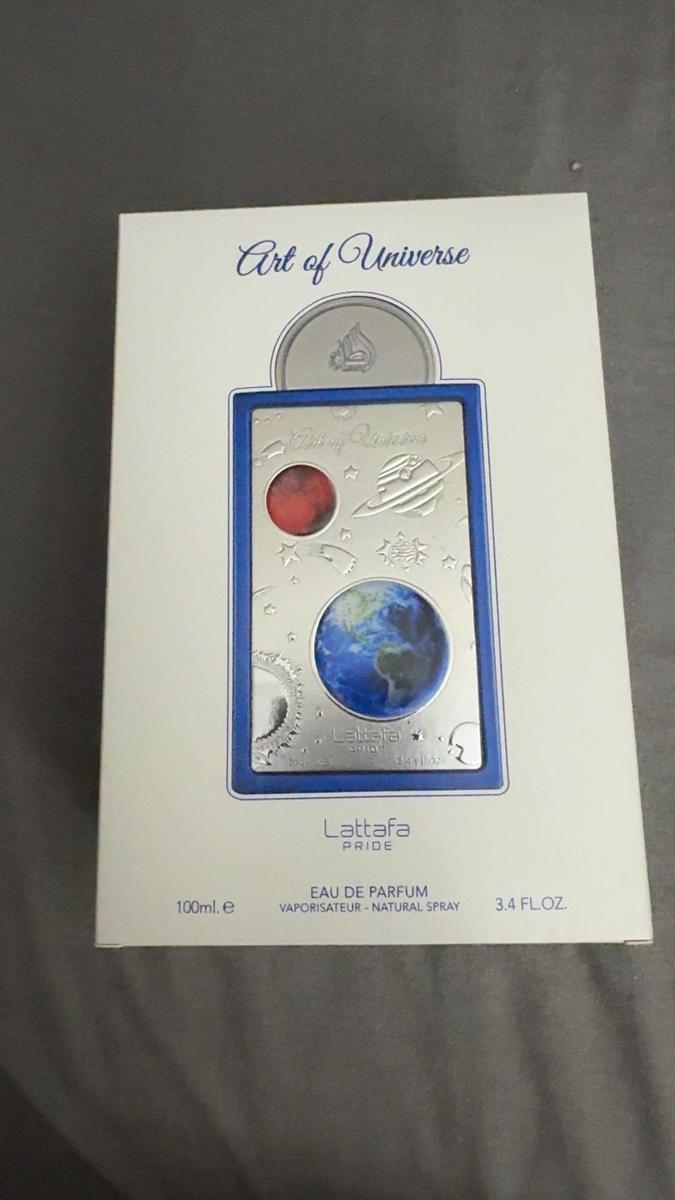 Art of Universe
Art of Universe
Lattafa
PRIDE
Lattafa
PRIDE
EAU DE PARFUM
100ml. e
VAPORISATEUR - NATURAL SPRAY
3.4 FL.OZ.